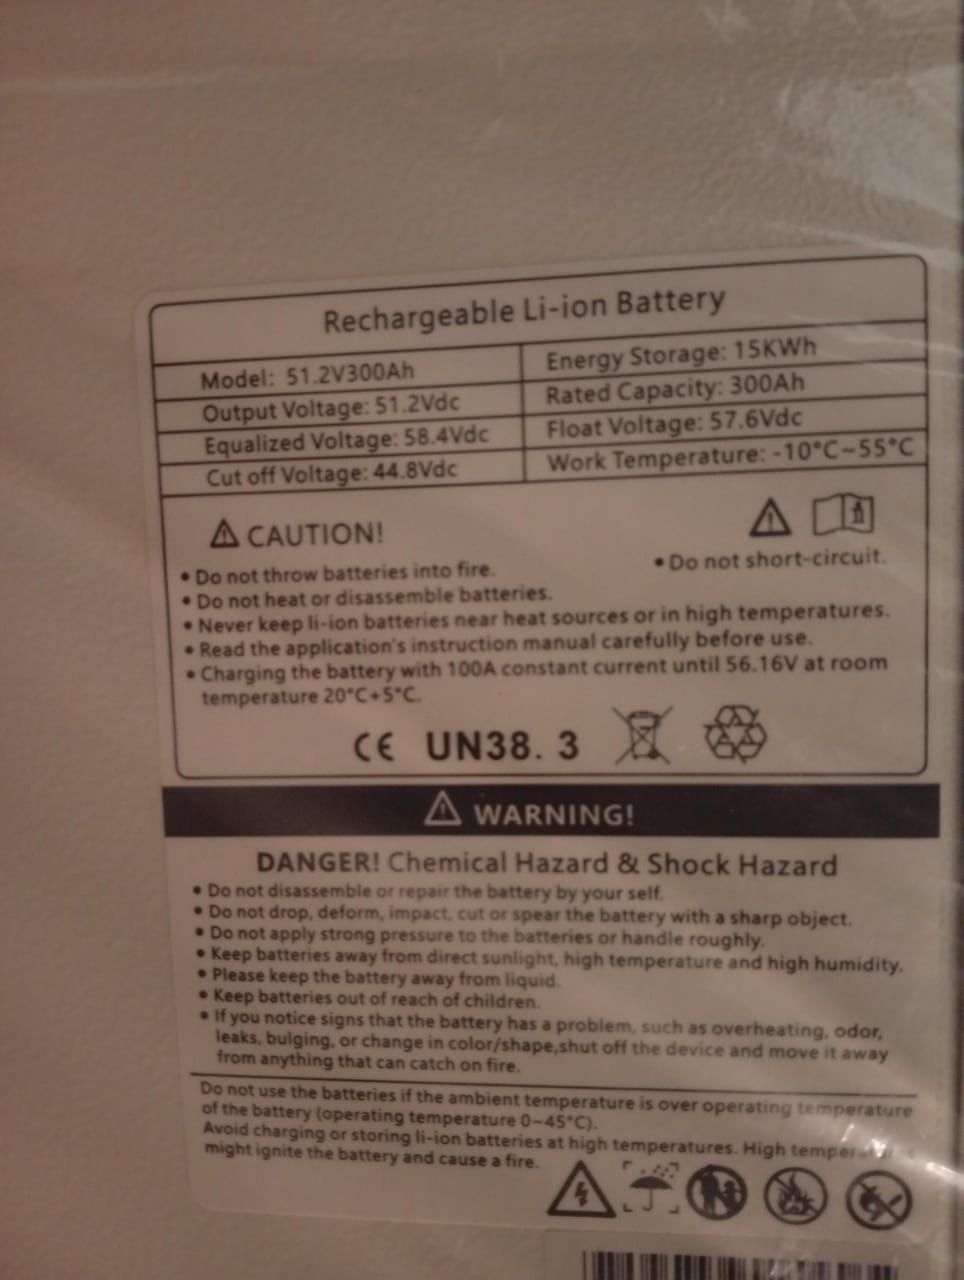 Rechargeable Li-ion Battery
Model: 51.2V300Ah
Energy Storage: 15KWh
Output Voltage: 51.2Vdc
Rated Capacity: 300Ah
Equalized Voltage: 58.4Vdc
Float Voltage: 57.6Vdc
Cut off Voltage: 44.8Vdc
Work Temperature: -10°C~55°C
CAUTION!
• Do not throw batteries into fire.
• Do not short-circuit.
• Do not heat or disassemble batteries.
• Never keep li-ion batteries near heat sources or in high temperatures.
• Read the application's instruction manual carefully before use.
• Charging the battery with 100A constant current until 56.16V at room
temperature 20°C+5°C.
CE UN38. 3
WARNING!
DANGER! Chemical Hazard & Shock Hazard
• Do not disassemble or repair the battery by your self.
• Do not drop, deform, impact, cut or spear the battery with a sharp object.
• Do not apply strong pressure to the batteries or handle roughly.
• Keep batteries away from direct sunlight, high temperature and high humidity.
• Please keep the battery away from liquid.
• Keep batteries out of reach of children.
• If you notice signs that the battery has a problem, such as overheating, odor,
leaks, bulging, or change in color/shape,shut off the device and move it away
from anything that can catch on fire.
Do not use the batteries if the ambient temperature is over operating temperature
of the battery (operating temperature 0~45°C).
Avoid charging or storing li-ion batteries at high temperatures. High temperatures
might ignite the battery and cause a fire.